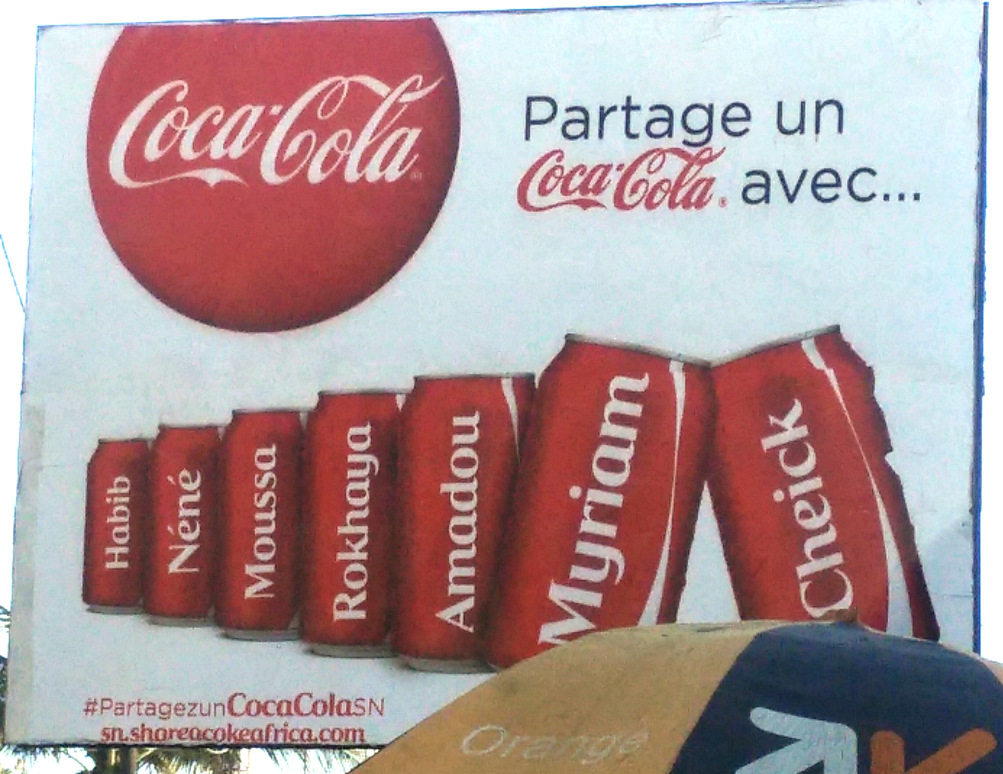 Coca-Cola
Partage un
Coca-Cola avec...
Habib
Néné
Moussa
Rokhaya
Amadou
Myriam
Cheick
#PartagezunCocaColaSN
sn.shareacokeafrica.com
Orange